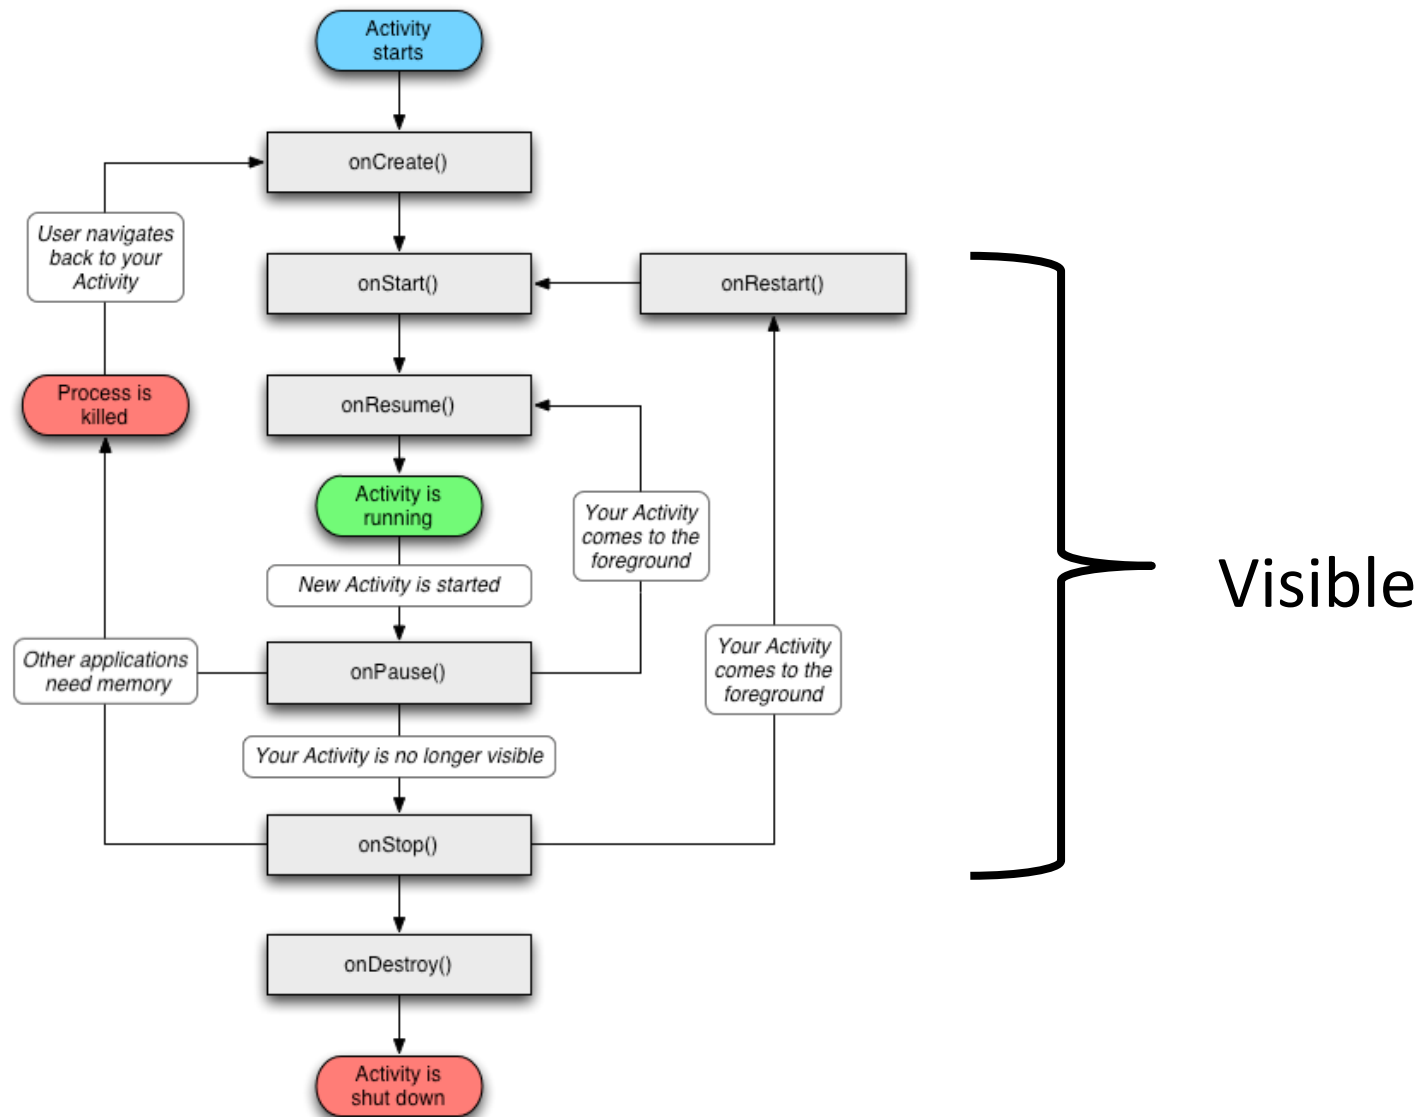 Activity
starts
onCreate()
User navigates
back to your
Activity
onStart()
onRestart()
Process is
killed
onResume()
Activity is
running
Your Activity
comes to the
foreground
New Activity is started
Visible
Other applications
need memory
onPause()
Your Activity
comes to the
foreground
Your Activity is no longer visible
onStop()
onDestroy()
Activity is
shut down